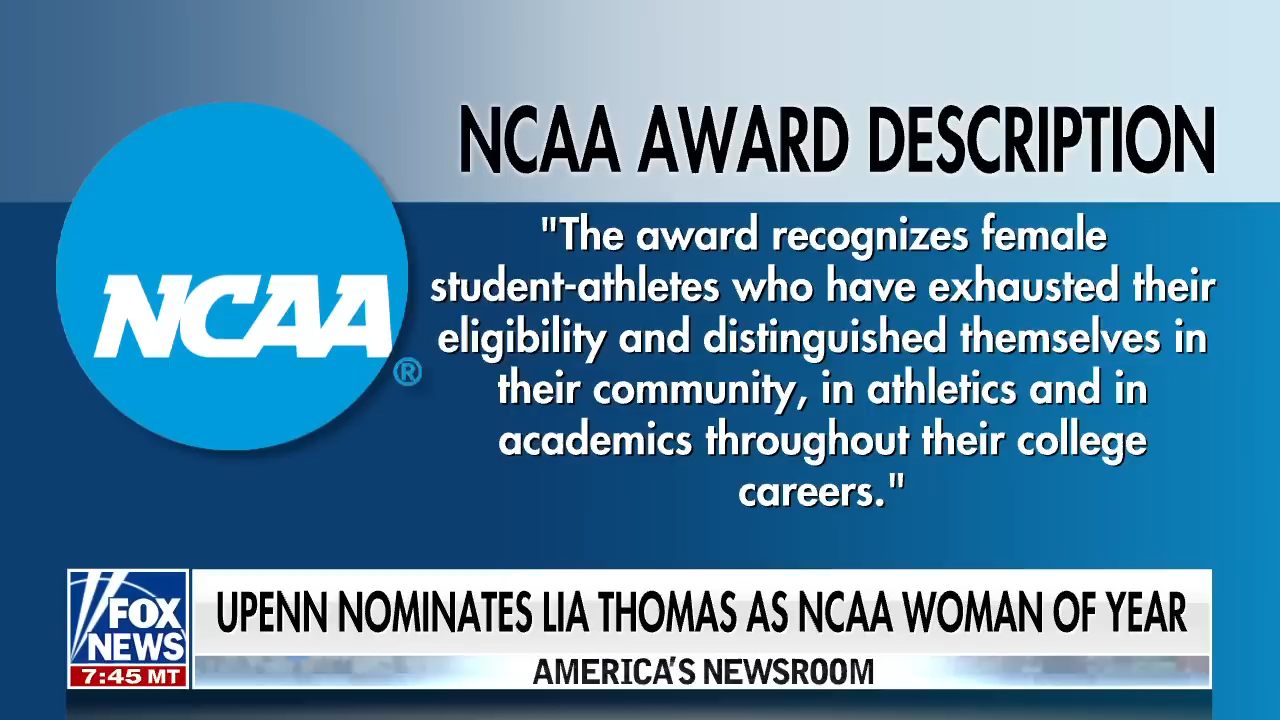 NCAA AWARD DESCRIPTION
"The award recognizes female
student-athletes who have exhausted their
eligibility and distinguished themselves in
their community, in athletics and in
academics throughout their college
careers."
NCAA
®
UPENN NOMINATES LIA THOMAS AS NCAA WOMAN OF YEAR
FOX
NEWS
7:45 MT
AMERICA'S NEWSROOM